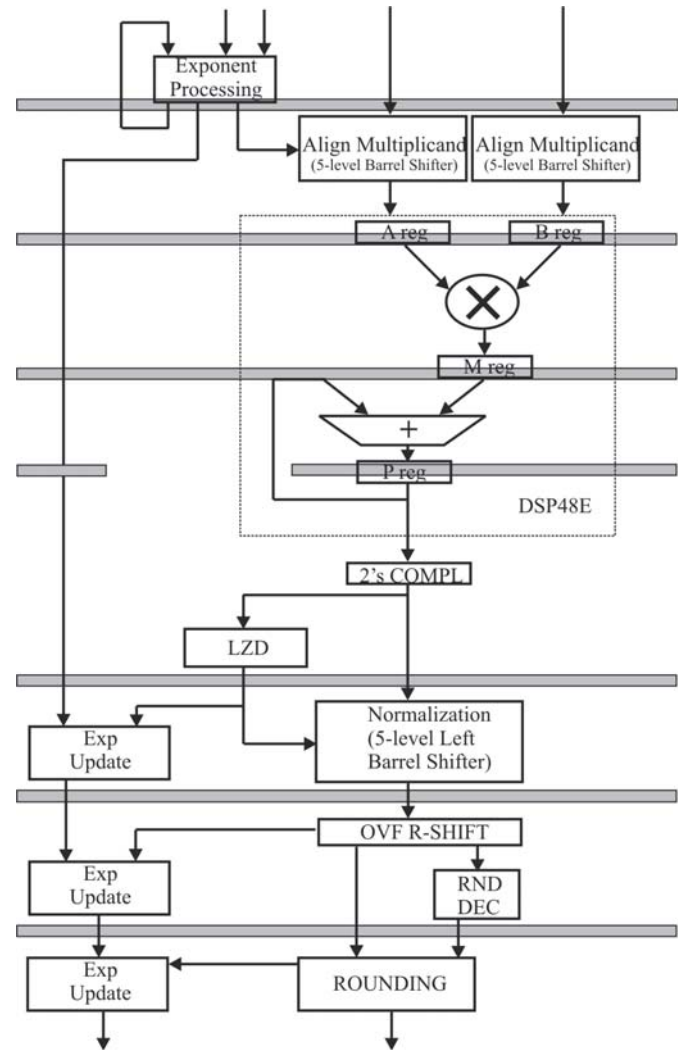 Exponent
Processing
Align Multiplicand
(5-level Barrel Shifter)
Align Multiplicand
(5-level Barrel Shifter)
A reg
B reg
M reg
+
P reg
DSP48E
2's COMPL
LZD
Normalization
(5-level Left
Barrel Shifter)
Exp
Update
OVF R-SHIFT
Exp
Update
RND
DEC
Exp
Update
ROUNDING